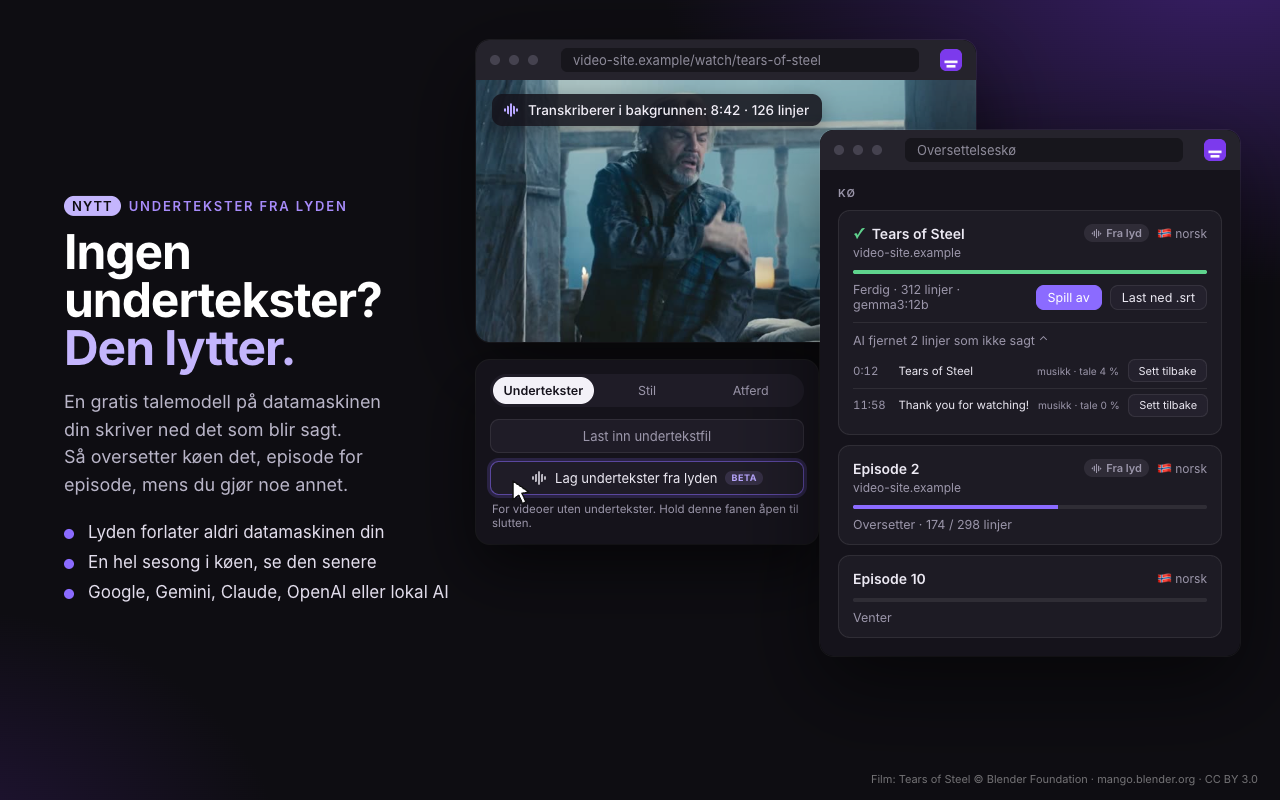 NYTT UNDERTEKSTER FRA LYDEN
Ingen
undertekster?
Den lytter.
En gratis talemodell på datamaskinen
din skriver ned det som blir sagt.
Så oversetter køen det, episode for
episode, mens du gjør noe annet.
Lyden forlater aldri datamaskinen din
En hel sesong i køen, se den senere
Google, Gemini, Claude, OpenAI eller lokal AI
video-site.example/watch/tears-of-steel
Transkriberer i bakgrunnen: 8:42 · 126 linjer
Undertekster Stil Atferd
Last inn undertekstfil
Lag undertekster fra lyden BETA
For videoer uten undertekster. Hold denne fanen åpen til
slutten.
Oversettelseskø
KØ
✓ Tears of Steel Fra lyd 🇳🇴 norsk
video-site.example
Ferdig · 312 linjer ·
gemma3:12b
Spill av Last ned .srt
AI fjernet 2 linjer som ikke sagt ^
0:12 Tears of Steel musikk · tale 4 % Sett tilbake
11:58 Thank you for watching! musikk · tale 0 % Sett tilbake
Episode 2 Fra lyd 🇳🇴 norsk
video-site.example
Oversetter · 174 / 298 linjer
Episode 10 🇳🇴 norsk
Venter
Film: Tears of Steel © Blender Foundation · mango.blender.org · CC BY 3.0